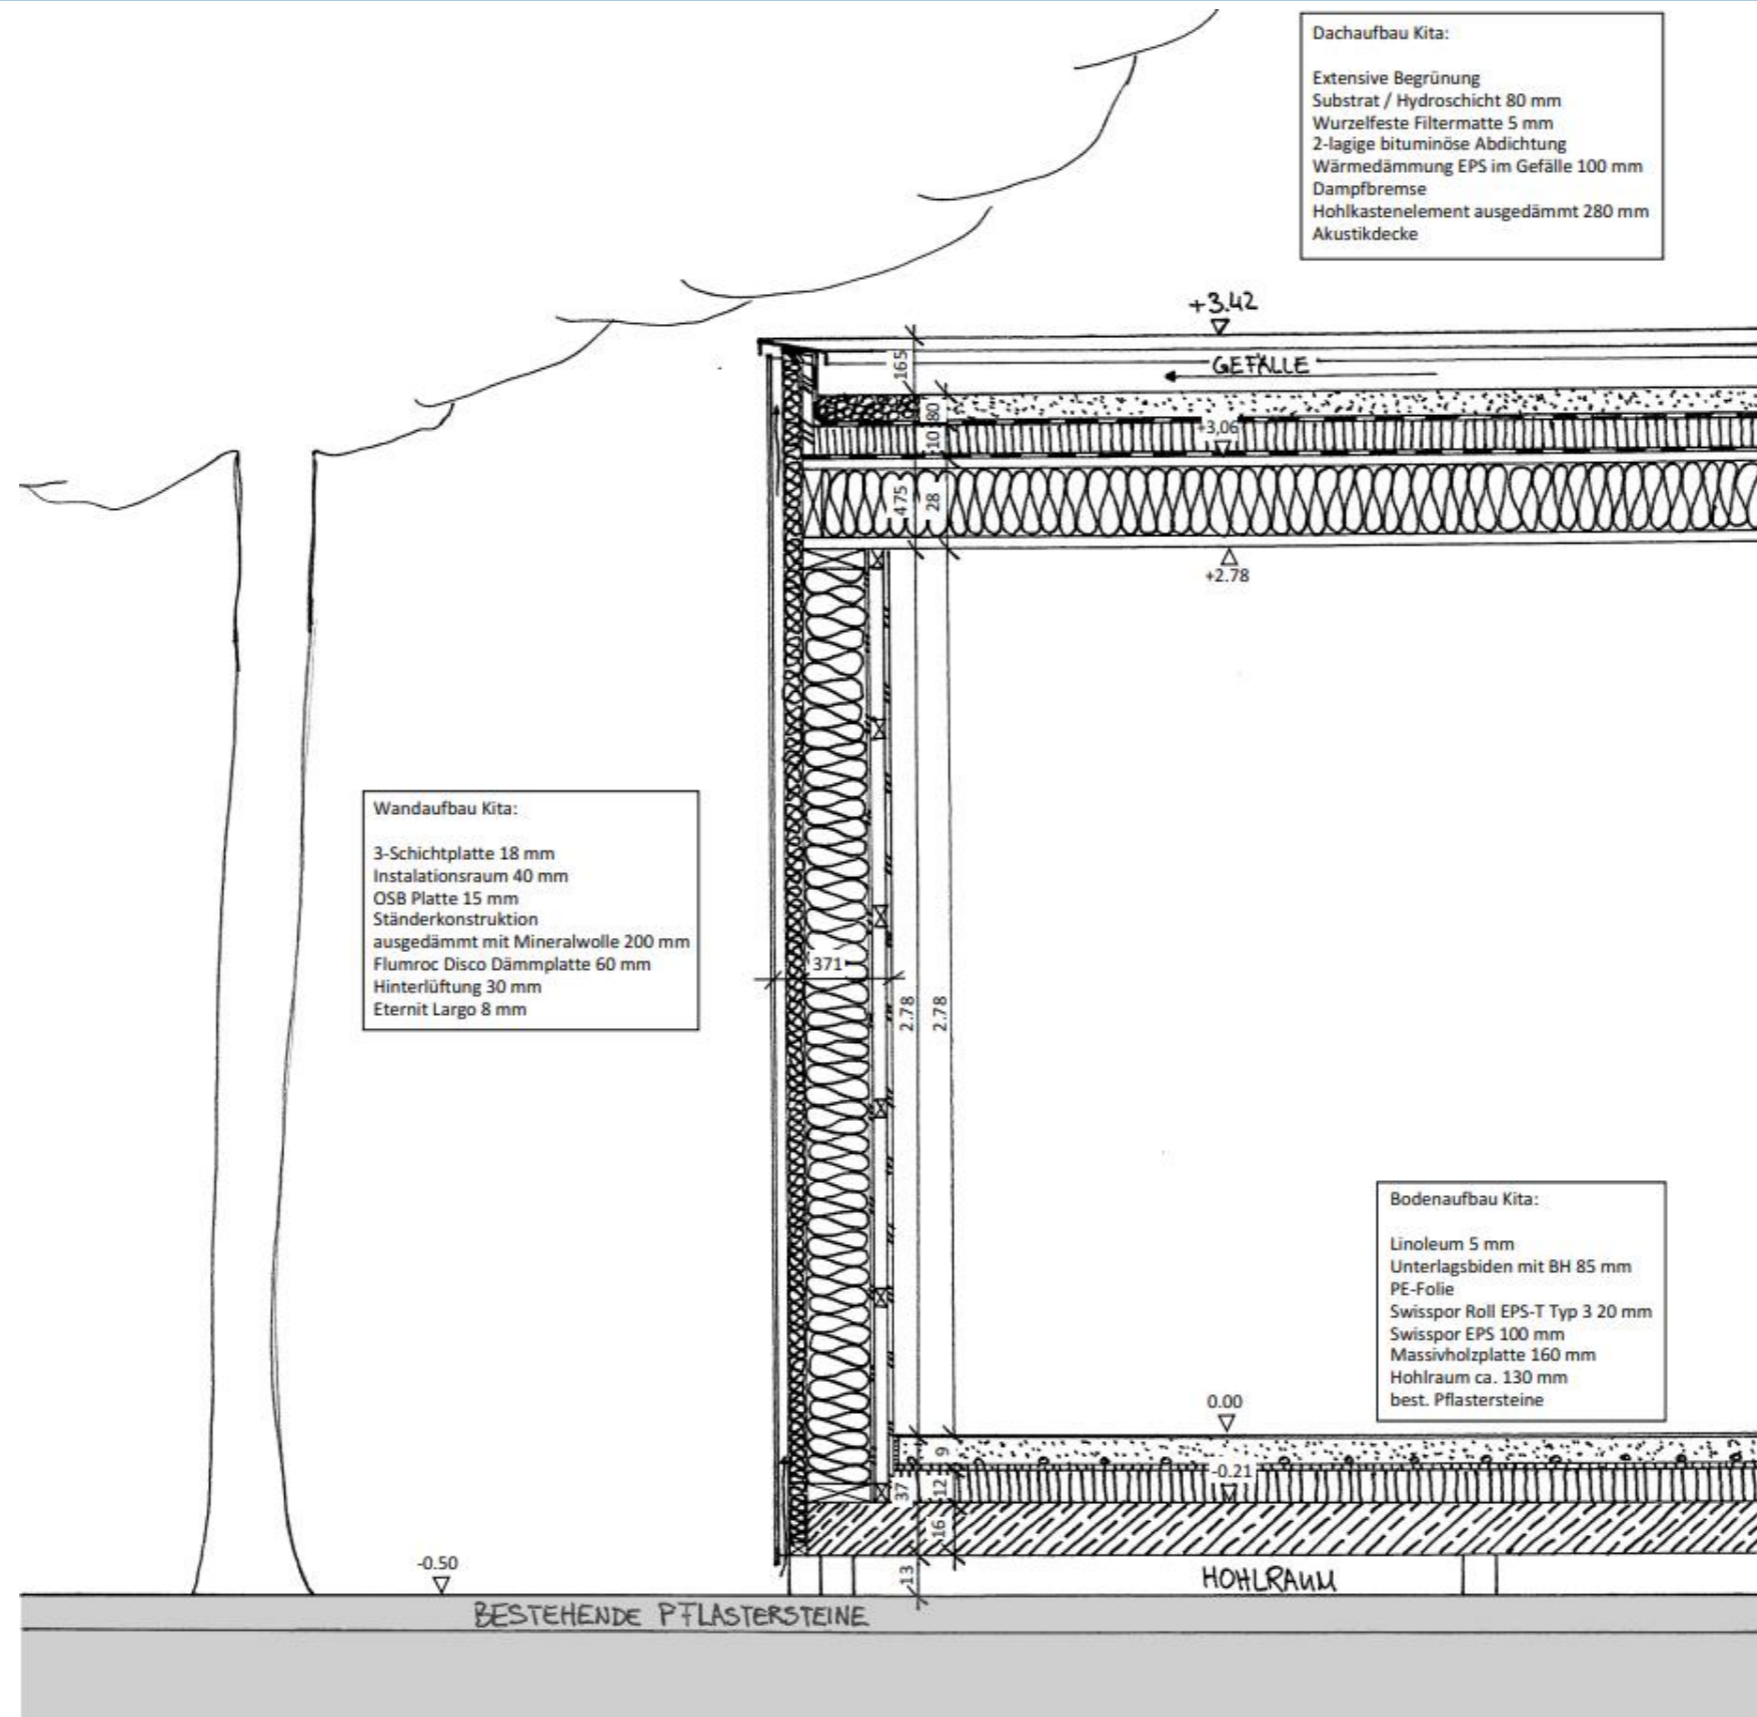 Dachaufbau Kita:
Extensive Begrünung
Substrat / Hydroschicht 80 mm
Wurzelfeste Filtermatte 5 mm
2-lagige bituminöse Abdichtung
Wärmedämmung EPS im Gefälle 100 mm
Dampfbremse
Hohlkastenelement ausgedämmt 280 mm
Akustikdecke
+3.42
165
GEFÄLLE
80
+3,06
10
475
28
+2.78
Wandaufbau Kita:
3-Schichtplatte 18 mm
Instalationsraum 40 mm
OSB Platte 15 mm
Ständerkonstruktion
ausgedämmt mit Mineralwolle 200 mm
Flumroc Disco Dämmplatte 60 mm
Hinterlüftung 30 mm
Eternit Largo 8 mm
371
2.78
2.78
Bodenaufbau Kita:
Linoleum 5 mm
Unterlagsbiden mit BH 85 mm
PE-Folie
Swisspor Roll EPS-T Typ 3 20 mm
Swisspor EPS 100 mm
Massivholzplatte 160 mm
Hohlraum ca. 130 mm
best. Pflastersteine
0.00
9
-0.21
37
12
16
-0.50
13
HOHLRAUM
BESTEHENDE PFLASTERSTEINE